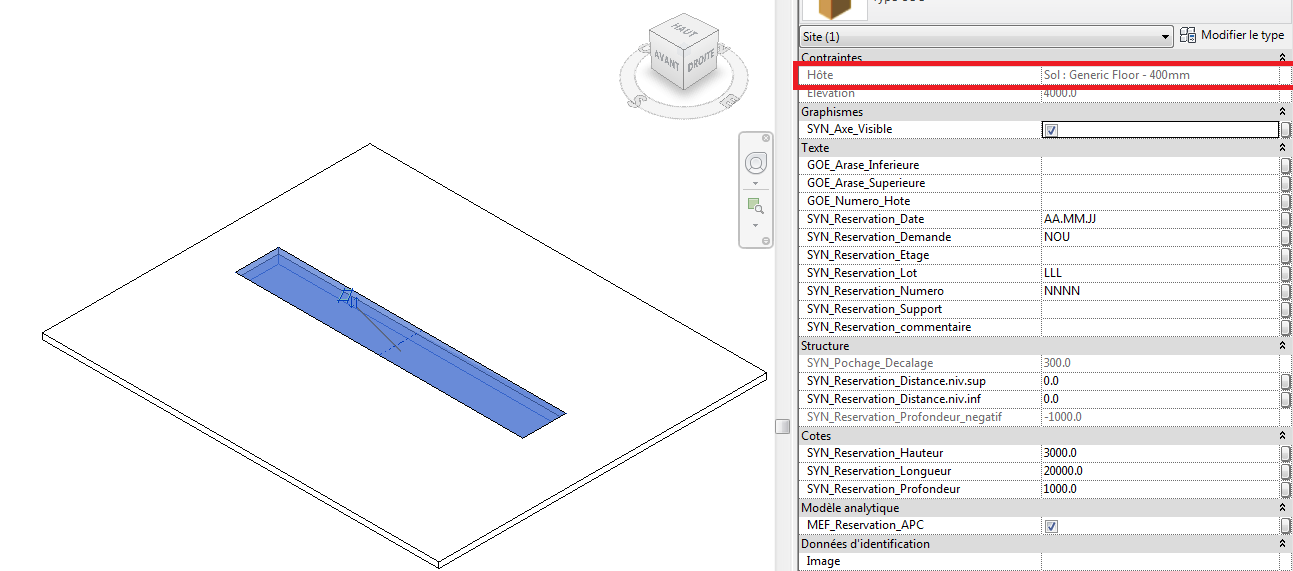 HAUT
AVANT
DROITE
Site (1)
Modifier le type
Contraintes
Hôte
Sol : Generic Floor - 400mm
Elévation
4000.0
Graphismes
SYN_Axe_Visible
Texte
GOE_Arase_Inferieure
GOE_Arase_Superieure
GOE_Numero_Hote
SYN_Reservation_Date
AA.MM.JJ
SYN_Reservation_Demande
NOU
SYN_Reservation_Etage
SYN_Reservation_Lot
LLL
SYN_Reservation_Numero
NNNN
SYN_Reservation_Support
SYN_Reservation_commentaire
Structure
SYN_Pochage_Decalage
300.0
SYN_Reservation_Distance.niv.sup
0.0
SYN_Reservation_Distance.niv.inf
0.0
SYN_Reservation_Profondeur_negatif
-1000.0
Cotes
SYN_Reservation_Hauteur
3000.0
SYN_Reservation_Longueur
20000.0
SYN_Reservation_Profondeur
1000.0
Modèle analytique
MEF_Reservation_APC
Données d'identification
Image